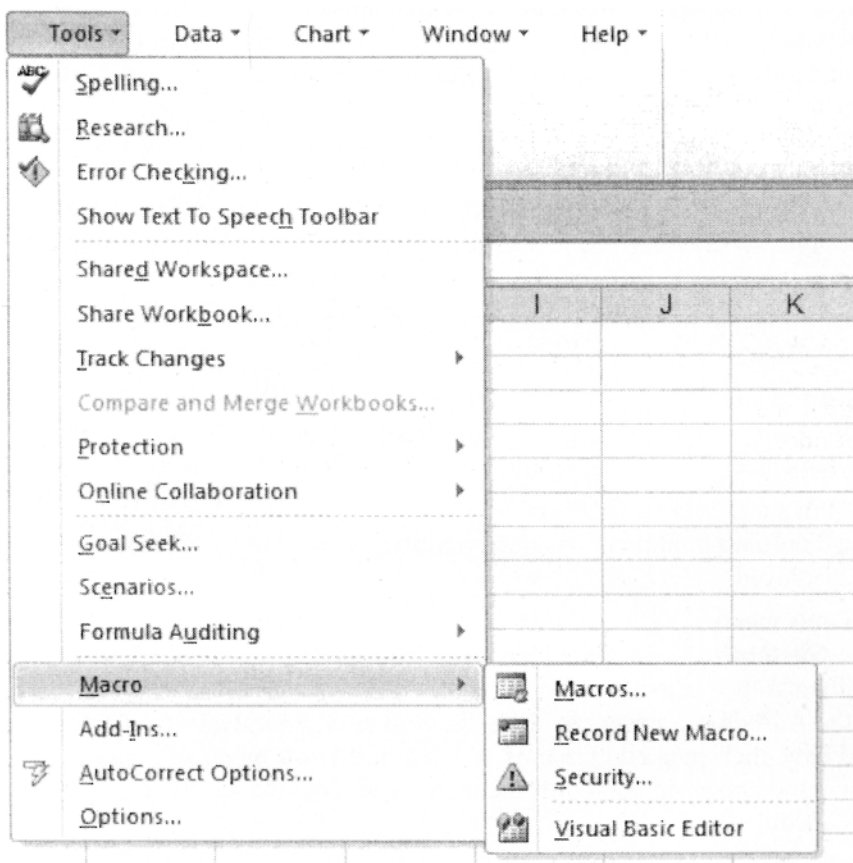 Tools Data Chart Window Help
ABC
Spelling...
Research...
Error Checking...
Show Text To Speech Toolbar
Shared Workspace...
Share Workbook...
I J K
Track Changes
Compare and Merge Workbooks...
Protection
Online Collaboration
Goal Seek...
Scenarios...
Formula Auditing
Macro
Macros...
Add-Ins...
Record New Macro...
AutoCorrect Options...
Security...
Options...
Visual Basic Editor